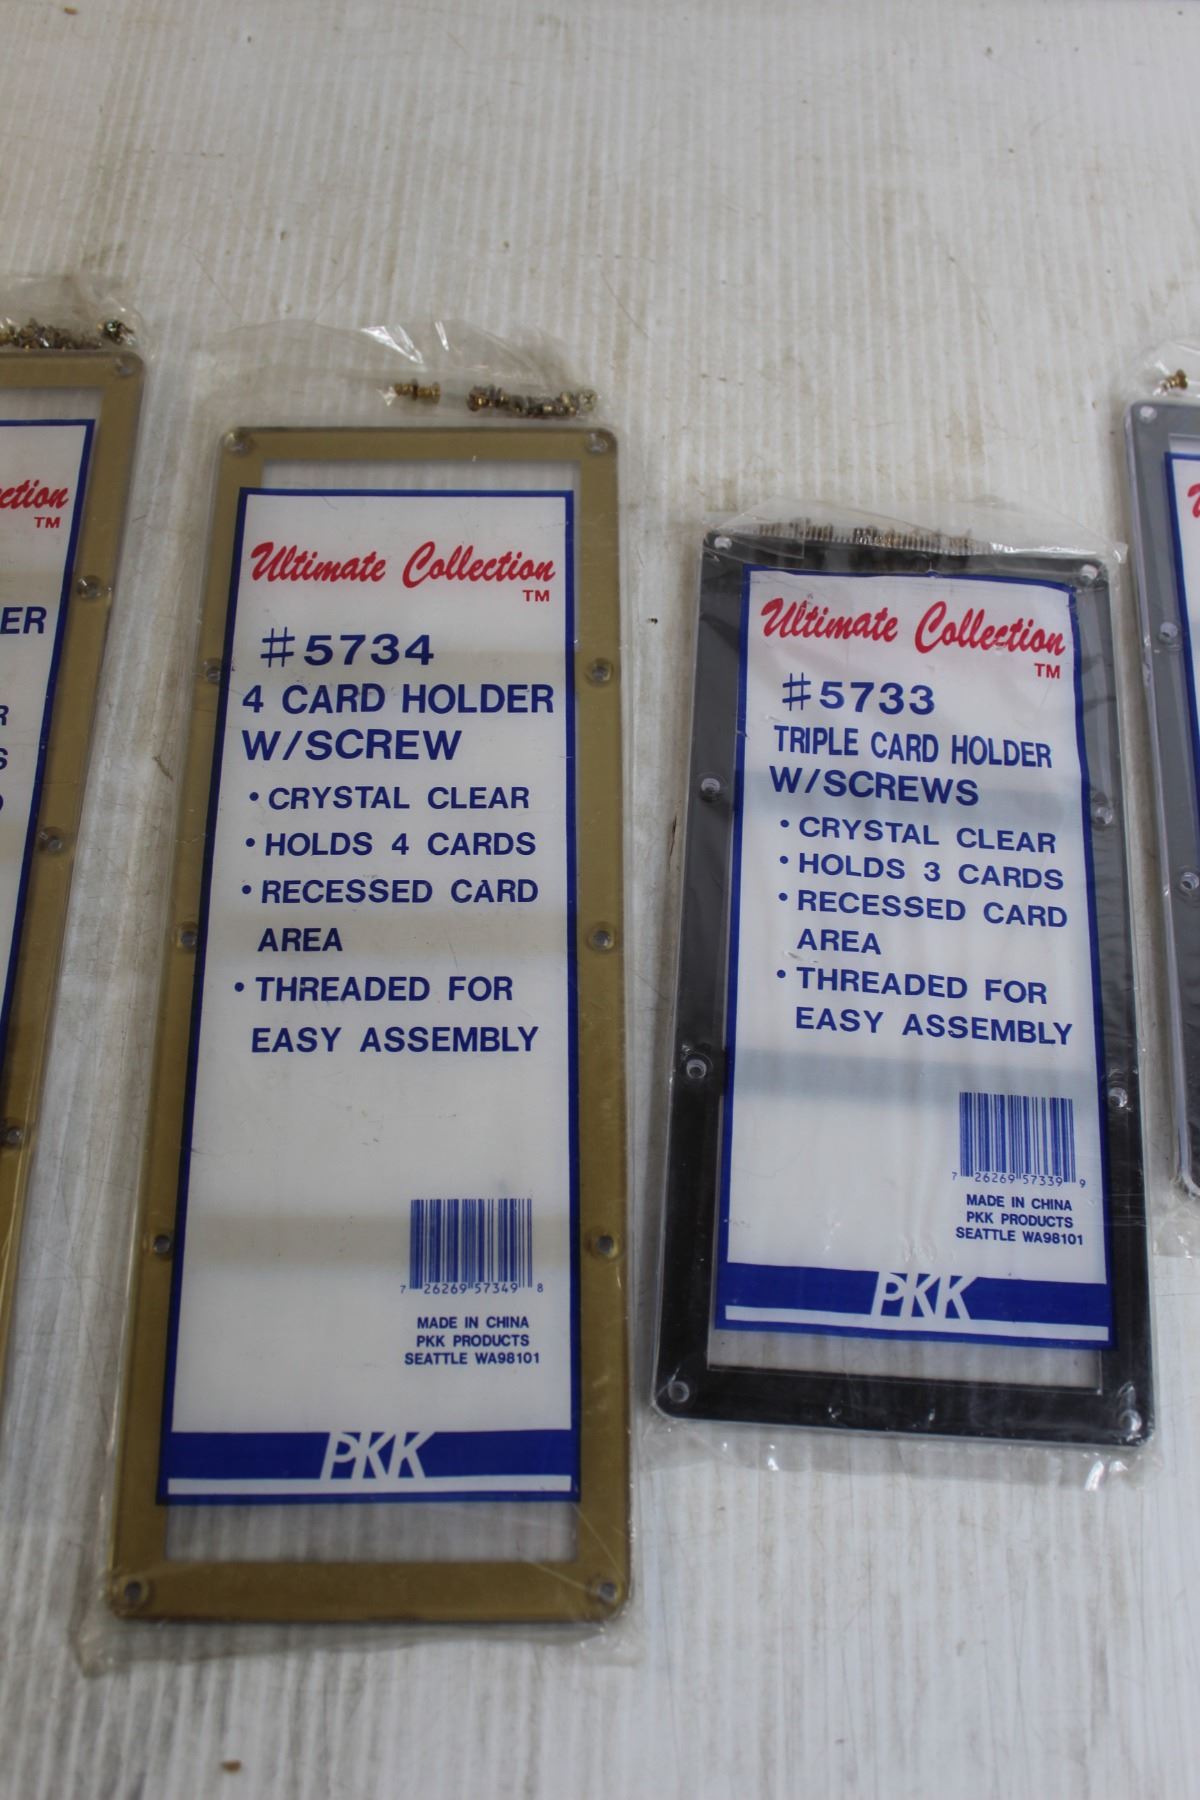 TM
ER
Ultimate Collection
TM
#5734
4 CARD HOLDER
W/SCREW
• CRYSTAL CLEAR
• HOLDS 4 CARDS
• RECESSED CARD
AREA
• THREADED FOR
EASY ASSEMBLY
7 26269 57349 8
MADE IN CHINA
PKK PRODUCTS
SEATTLE WA98101
PKK
Ultimate Collection
TM
#5733
TRIPLE CARD HOLDER
W/SCREWS
• CRYSTAL CLEAR
• HOLDS 3 CARDS
• RECESSED CARD
AREA
• THREADED FOR
EASY ASSEMBLY
7 26269 57339 9
MADE IN CHINA
PKK PRODUCTS
SEATTLE WA98101
PKK